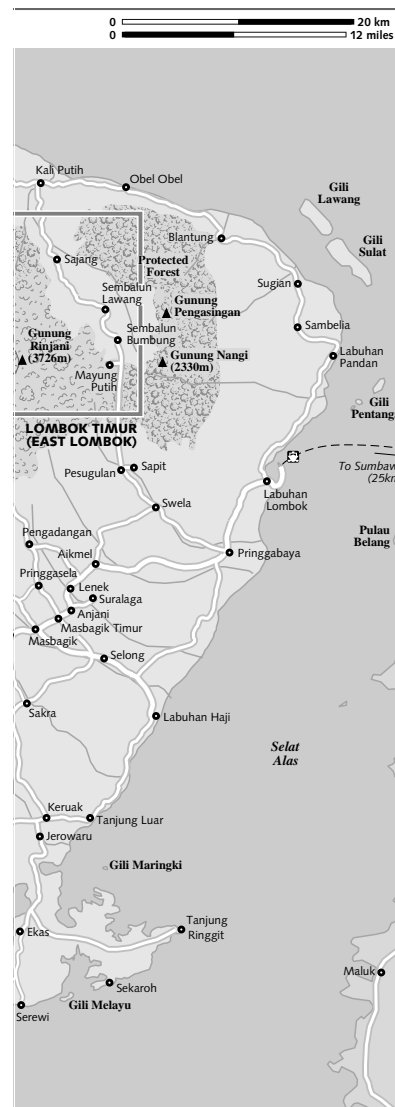 0 20 km
0 12 miles
Kali Putih
Obel Obel
Gili
Lawang
Gili
Sulat
Blantung
Protected
Forest
Sajang
Sugian
Sembalun
Lawang
Gunung
Pengasingan
Sambelia
Gunung
Rinjani
(3726m)
Sembalun
Bumbung
Gunung Nangi
(2330m)
Labuhan
Pandan
Mayung
Putih
Gili
Pentang
LOMBOK TIMUR
(EAST LOMBOK)
Pesugulan
Sapit
To Sumbaw
(25km
Labuhan
Lombok
Swela
Pengadangan
Pulau
Belang
Aikmel
Pringgabaya
Pringgasela
Lenek
Suralaga
Anjani
Masbagik Timur
Masbagik
Selong
Sakra
Labuhan Haji
Selat
Alas
Keruak
Tanjung Luar
Jerowaru
Gili Maringki
Tanjung
Ringgit
Ekas
Maluk
Sekaroh
Gili Melayu
Serewi